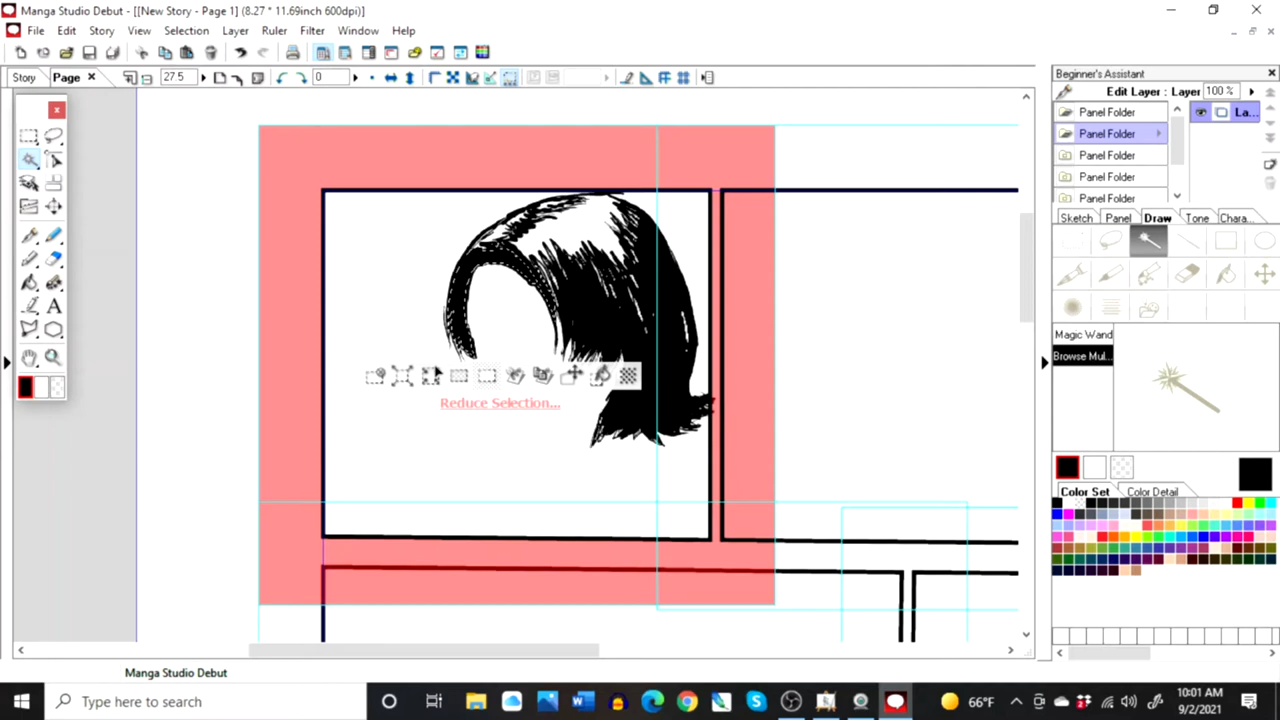 Manga Studio Debut - [[New Story - Page 1] (8.27 * 11.69inch 600dpi)]
File Edit View Story Selection Layer Ruler Filter Window Help
Story Page 27.5 0
Beginner's Assistant
Edit Layer : Layer 100 %
Panel Folder La...
Panel Folder
Panel Folder
Panel Folder
Panel Folder
Sketch Panel Draw Tone Chara...
A
Magic Wand
Browse Mul...
Reduce Selection...
Color Set Color Detail
Manga Studio Debut
Type here to search
66°F
10:01 AM
9/2/2021